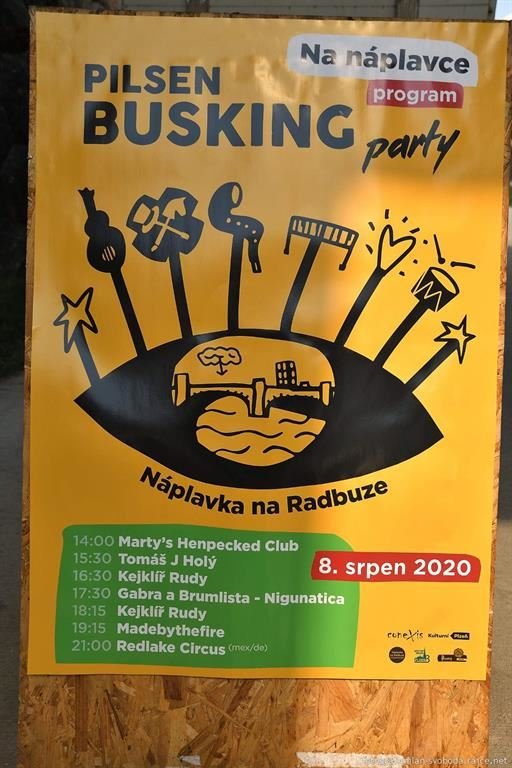 Na náplavce
program
PILSEN
BUSKING
party
Náplavka na Radbuze
14:00 Marty's Henpecked Club
15:30 Tomáš J Holý
16:30 Kejklíř Rudy
17:30 Gabra a Brumlista - Nigunatica
18:15 Kejklíř Rudy
19:15 Madebythefire
21:00 Redlake Circus (mex/de)
8. srpen 2020
conexis Kulturní Plzeň